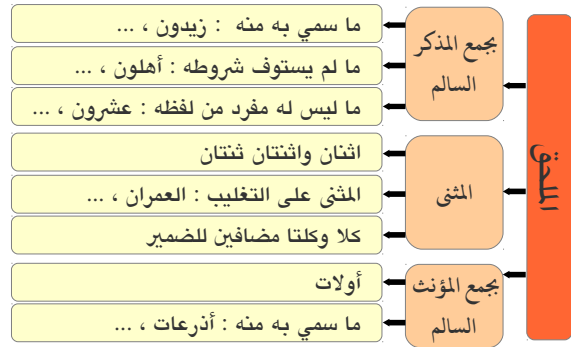 الملحق
بجمع المذكر
السالم
ما سمي به منه : زيدون ، ...
ما لم يستوف شروطه : أهلون ، ...
ما ليس له مفرد من لفظه : عشرون ، ...
المثنى
اثنان واثنتان ثنتان
المثنى على التغليب : العمران ، ...
كلا وكلتا مضافين للضمير
بجمع المؤنث
السالم
أولات
ما سمي به منه : أذرعات ، ...